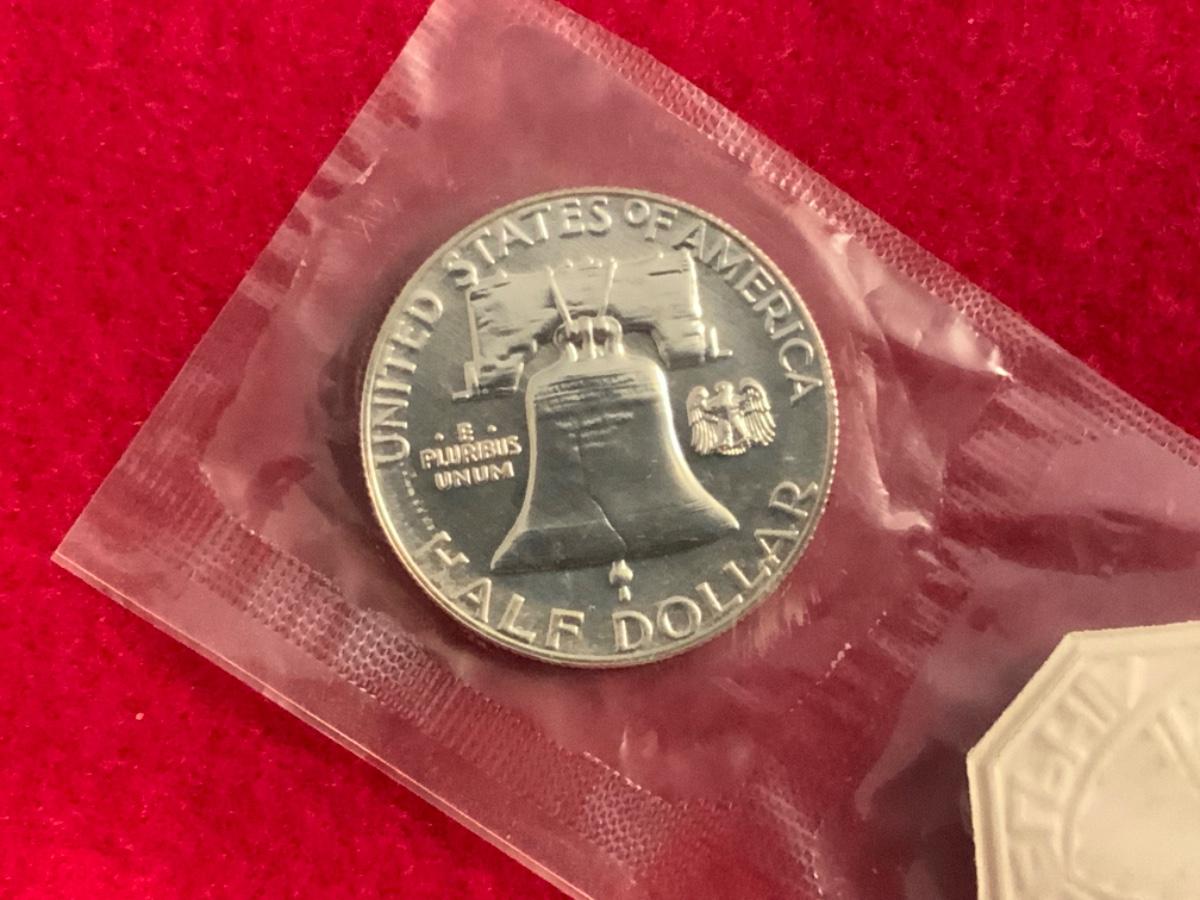 UNITED STATES OF AMERICA
· E ·
PLURIBUS
UNUM
HALF DOLLAR